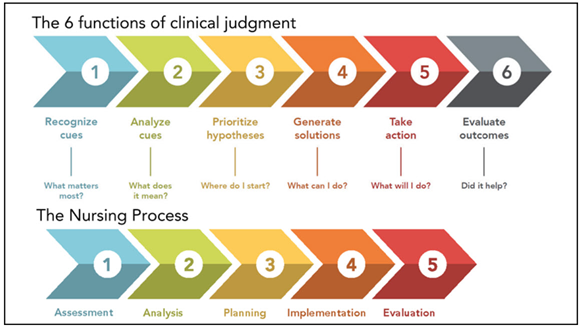 The 6 functions of clinical judgment
1 2 3 4 5 6
Recognize cues
Analyze cues
Prioritize hypotheses
Generate solutions
Take action
Evaluate outcomes
What matters most?
What does it mean?
Where do I start?
What can I do?
What will I do?
Did it help?
The Nursing Process
1 2 3 4 5
Assessment Analysis Planning Implementation Evaluation